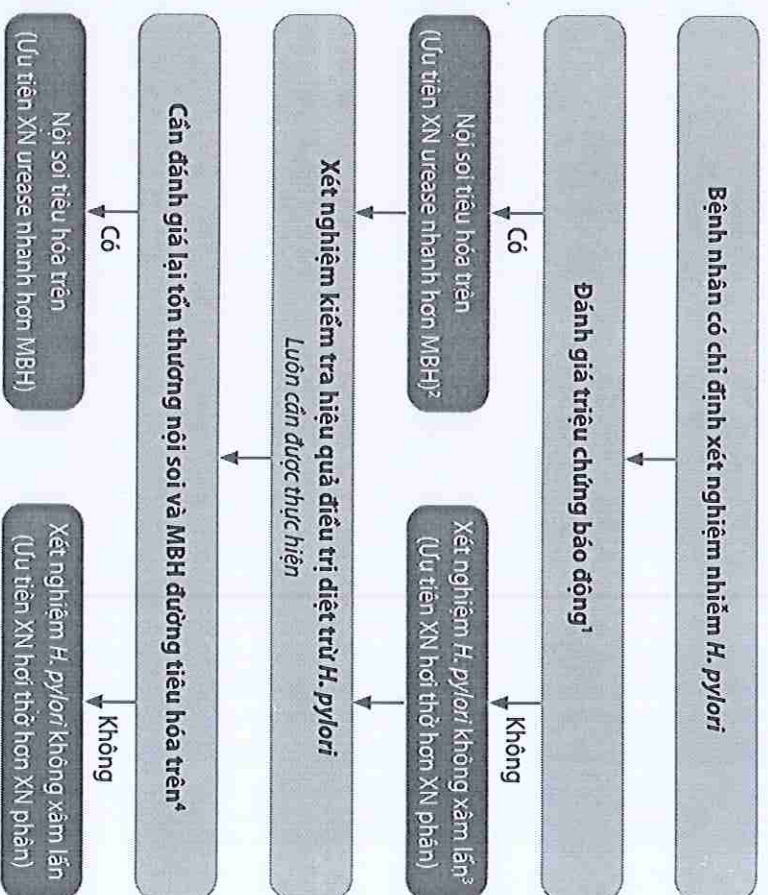 Bệnh nhân có chỉ định xét nghiệm nhiễm H. pylori
Đánh giá triệu chứng báo động¹
Có
Không
Nội soi tiêu hóa trên
(Ưu tiên XN urease nhanh hơn MBH)²
Xét nghiệm H. pylori không xâm lấn³
(Ưu tiên XN hơi thở hơn XN phân)
Xét nghiệm kiểm tra hiệu quả điều trị diệt trừ H. pylori
Luôn cần được thực hiện
Cần đánh giá lại tổn thương nội soi và MBH đường tiêu hóa trên⁴
Có
Không
Nội soi tiêu hóa trên
(Ưu tiên XN urease nhanh hơn MBH)
Xét nghiệm H. pylori không xâm lấn
(Ưu tiên XN hơi thở hơn XN phân)